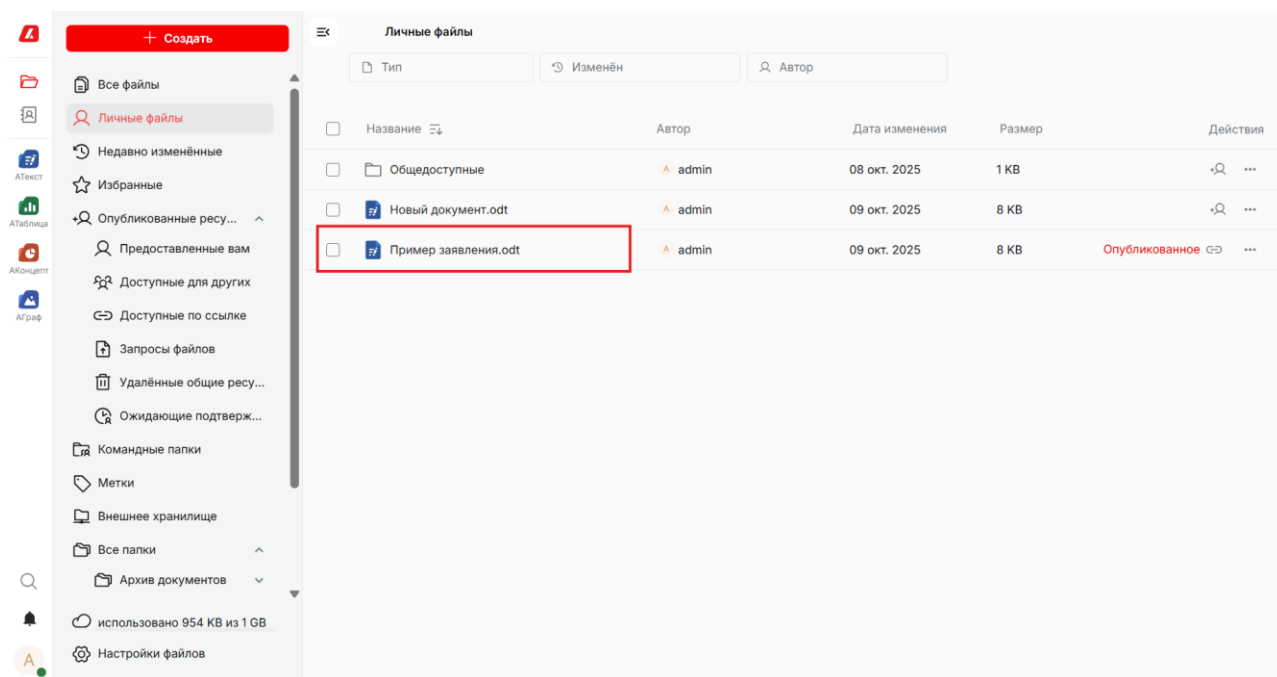 АТекст
АТаблица
АКонцепт
АГраф
A
+ Создать
Все файлы
Личные файлы
Недавно изменённые
Избранные
Опубликованные ресу...
Предоставленные вам
Доступные для других
Доступные по ссылке
Запросы файлов
Удалённые общие ресу...
Ожидающие подтверж...
Командные папки
Метки
Внешнее хранилище
Все папки
Архив документов
использовано 954 KB из 1 GB
Настройки файлов
Личные файлы
Тип Изменён Автор
Название Автор Дата изменения Размер Действия
Общедоступные A admin 08 окт. 2025 1 KB
Новый документ.odt A admin 09 окт. 2025 8 KB
Пример заявления.odt A admin 09 окт. 2025 8 KB Опубликованное